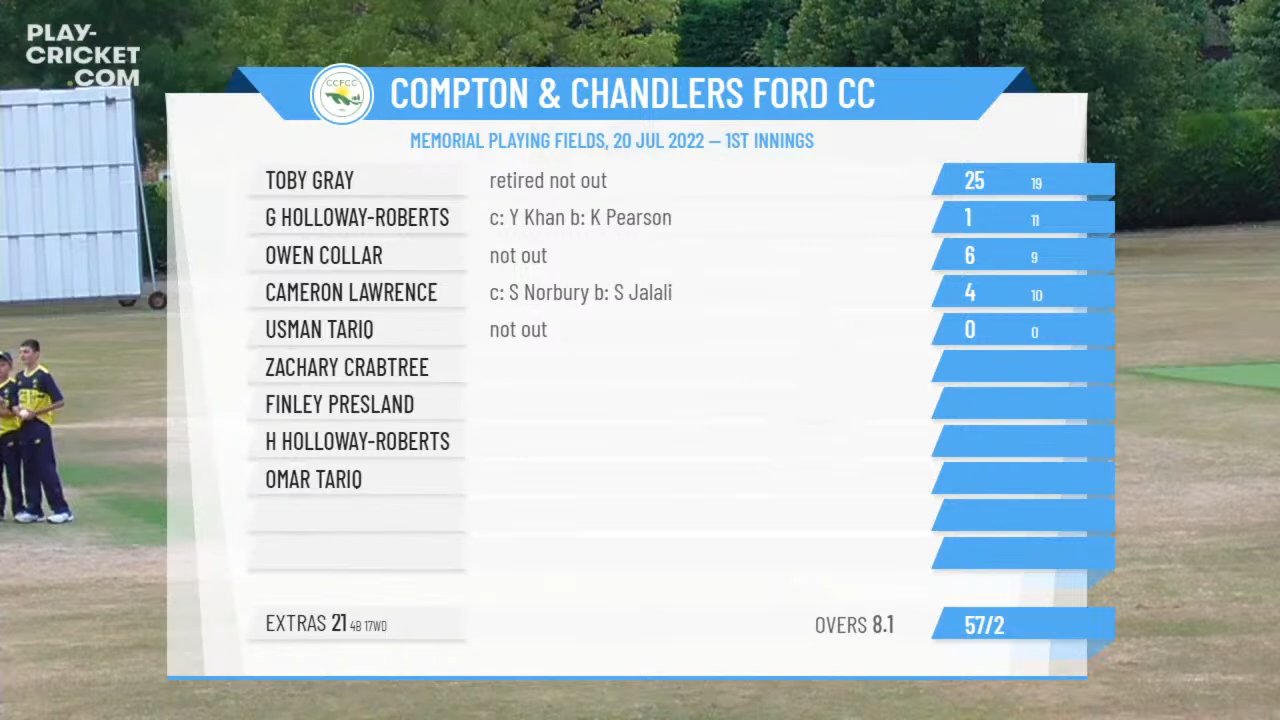 PLAY-
CRICKET
.COM
CCFCC
COMPTON & CHANDLERS FORD CC
MEMORIAL PLAYING FIELDS, 20 JUL 2022 – 1ST INNINGS
TOBY GRAY retired not out 25 19
G HOLLOWAY-ROBERTS c: Y Khan b: K Pearson 1 11
OWEN COLLAR not out 6 9
CAMERON LAWRENCE c: S Norbury b: S Jalali 4 10
USMAN TARIQ not out 0 0
ZACHARY CRABTREE
FINLEY PRESLAND
H HOLLOWAY-ROBERTS
OMAR TARIQ
EXTRAS 21 4B 17WD OVERS 8.1 57/2